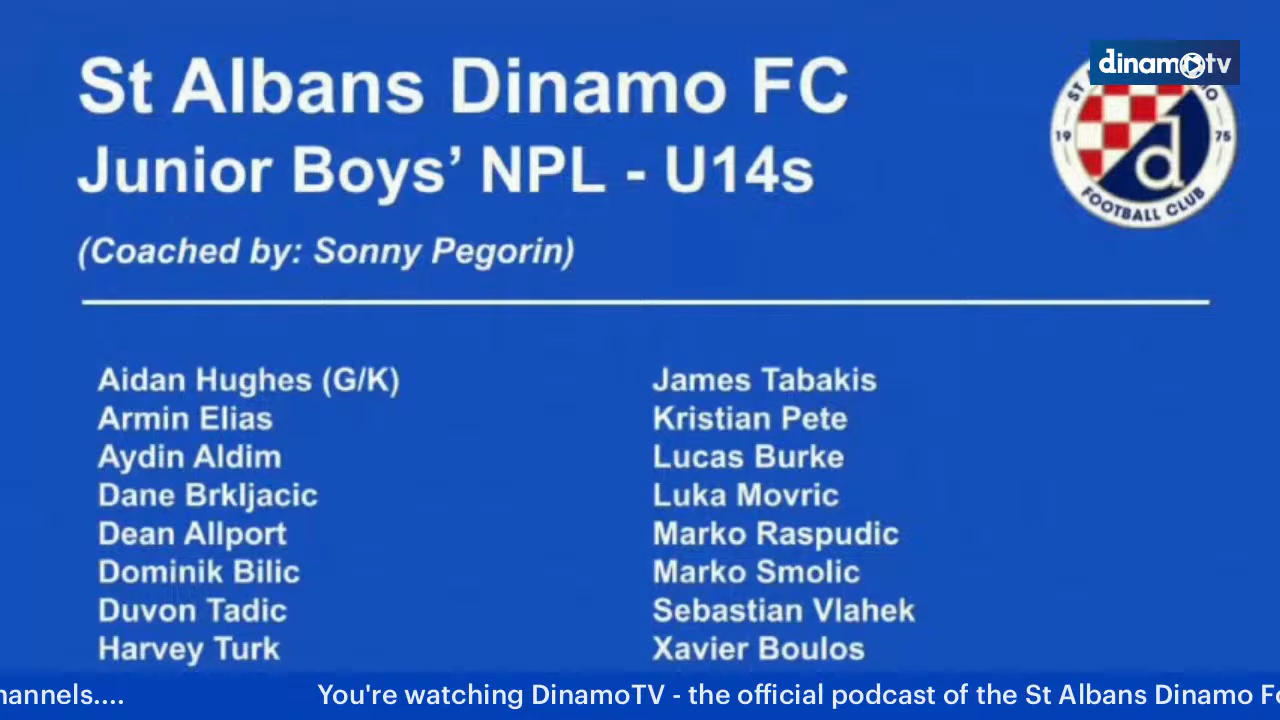 St Albans Dinamo FC
dinamotv
Junior Boys' NPL - U14s
19 75
FOOTBALL CLUB
(Coached by: Sonny Pegorin)
Aidan Hughes (G/K)
Armin Elias
Aydin Aldim
Dane Brkljacic
Dean Allport
Dominik Bilic
Duvon Tadic
Harvey Turk
James Tabakis
Kristian Pete
Lucas Burke
Luka Movric
Marko Raspudic
Marko Smolic
Sebastian Vlahek
Xavier Boulos
hannels.... You're watching DinamoTV - the official podcast of the St Albans Dinamo Fo